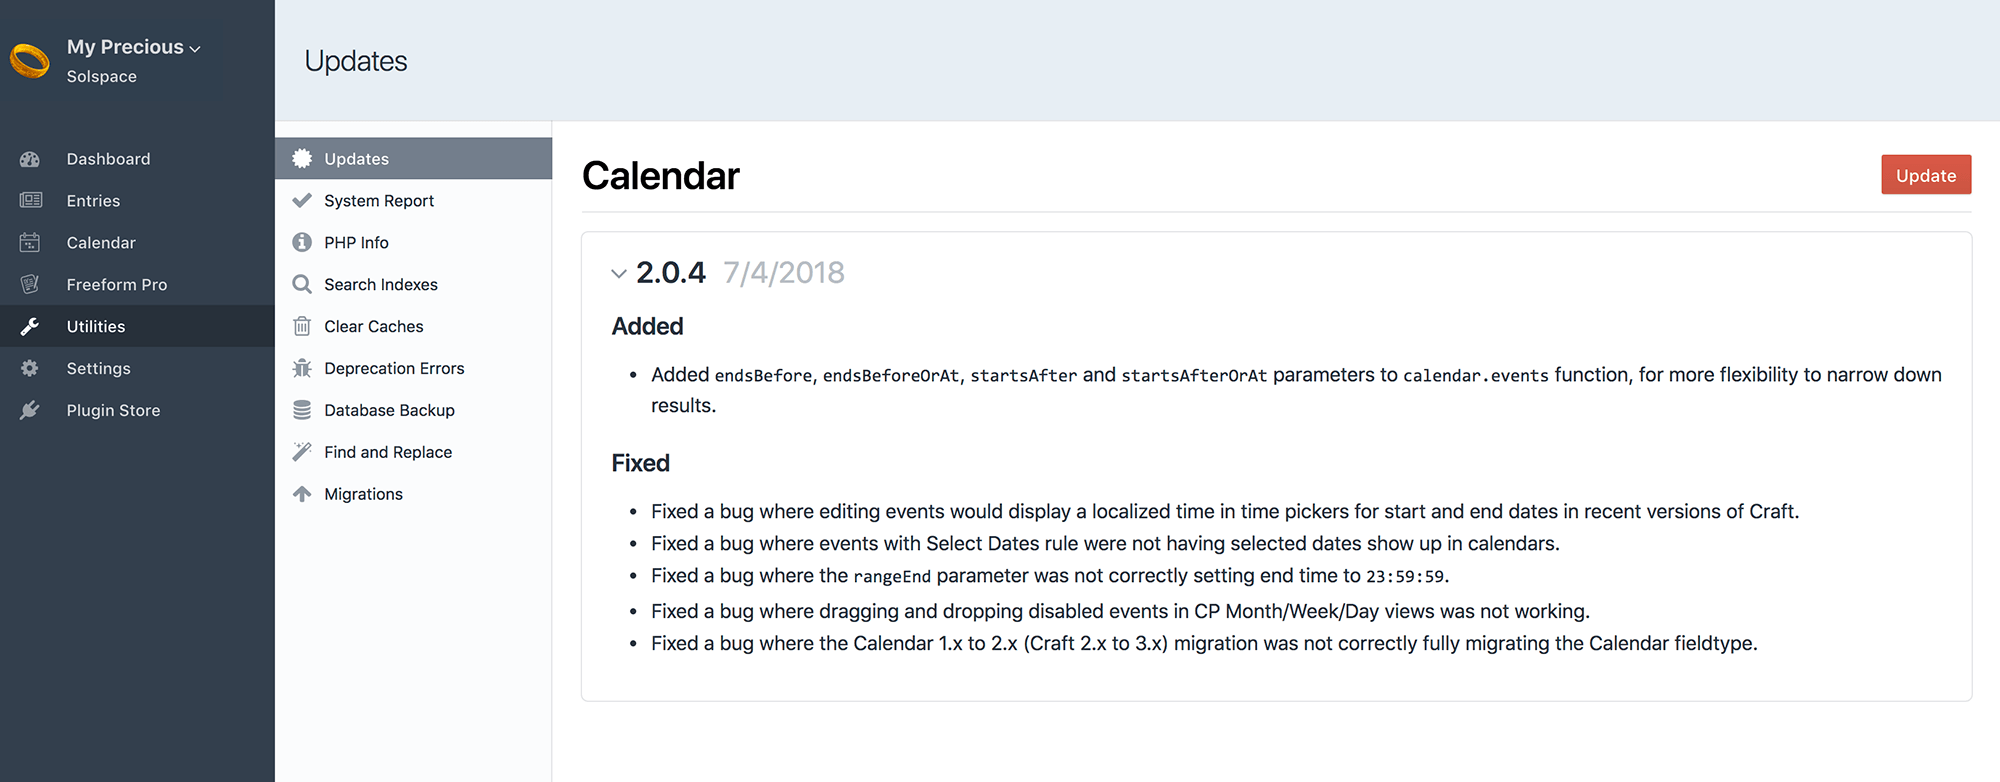 My Precious
Solspace
Dashboard
Entries
Calendar
Freeform Pro
Utilities
Settings
Plugin Store
Updates
Updates
System Report
PHP Info
Search Indexes
Clear Caches
Deprecation Errors
Database Backup
Find and Replace
Migrations
Calendar
Update
2.0.4 7/4/2018
Added
• Added endsBefore, endsBeforeOrAt, startsAfter and startsAfterOrAt parameters to calendar.events function, for more flexibility to narrow down
results.
Fixed
• Fixed a bug where editing events would display a localized time in time pickers for start and end dates in recent versions of Craft.
• Fixed a bug where events with Select Dates rule were not having selected dates show up in calendars.
• Fixed a bug where the rangeEnd parameter was not correctly setting end time to 23:59:59.
• Fixed a bug where dragging and dropping disabled events in CP Month/Week/Day views was not working.
• Fixed a bug where the Calendar 1.x to 2.x (Craft 2.x to 3.x) migration was not correctly fully migrating the Calendar fieldtype.